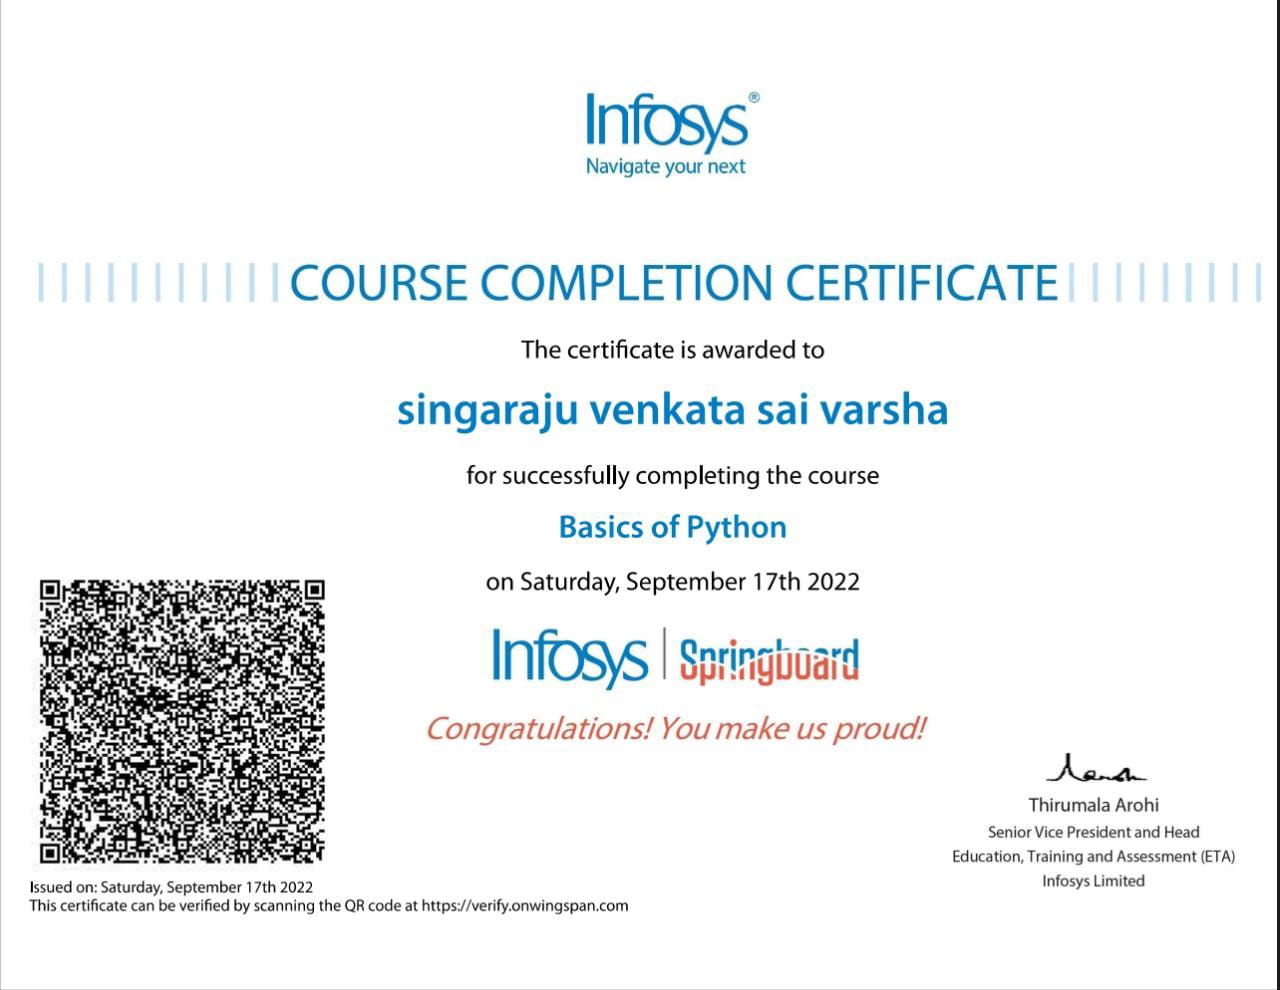 Infosys®
Navigate your next
COURSE COMPLETION CERTIFICATE
The certificate is awarded to
singaraju venkata sai varsha
for successfully completing the course
Basics of Python
on Saturday, September 17th 2022
Infosys | Springboard
Congratulations! You make us proud!
Thirumala Arohi
Senior Vice President and Head
Education, Training and Assessment (ETA)
Infosys Limited
Issued on: Saturday, September 17th 2022
This certificate can be verified by scanning the QR code at https://verify.onwingspan.com